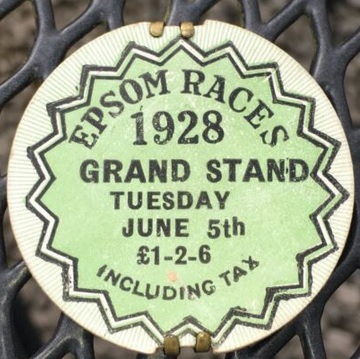 EPSOM RACES
1928
GRAND STAND
TUESDAY
JUNE 5th
£1-2-6
INCLUDING TAX